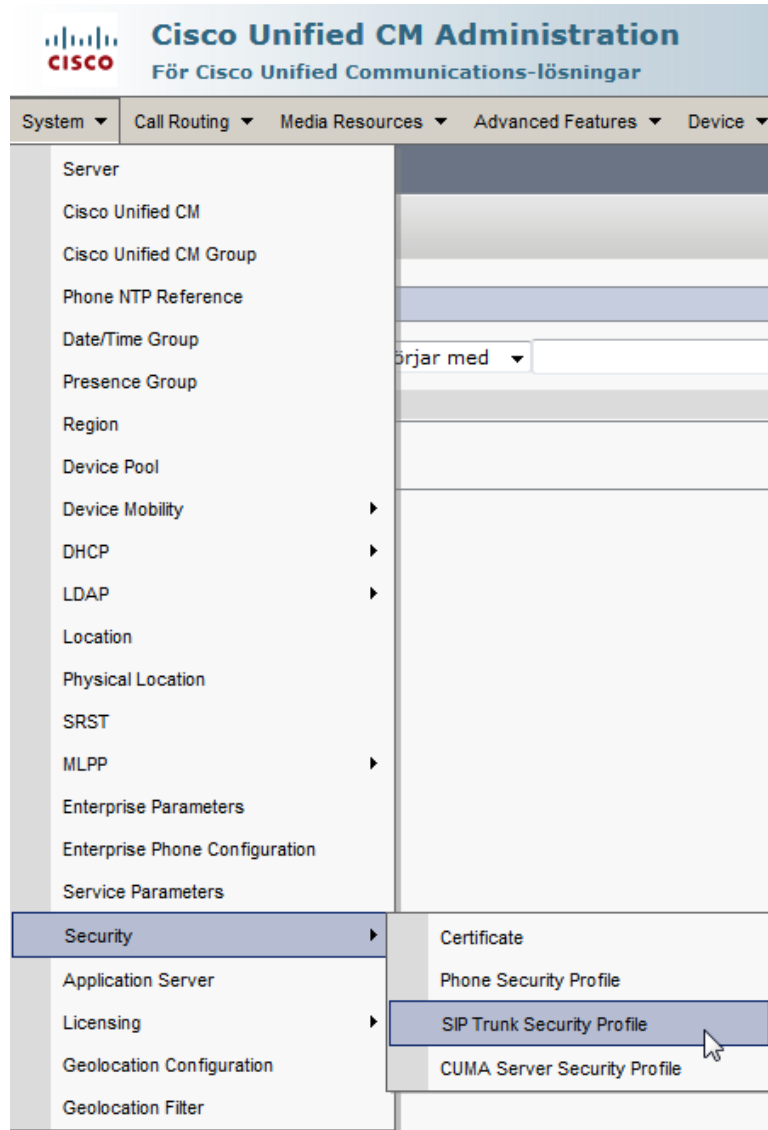 CISCO
Cisco Unified CM Administration
För Cisco Unified Communications-lösningar
System Call Routing Media Resources Advanced Features Device
Server
Cisco Unified CM
Cisco Unified CM Group
Phone NTP Reference
Date/Time Group
örjar med
Presence Group
Region
Device Pool
Device Mobility
DHCP
LDAP
Location
Physical Location
SRST
MLPP
Enterprise Parameters
Enterprise Phone Configuration
Service Parameters
Security
Application Server
Licensing
Geolocation Configuration
Geolocation Filter
Certificate
Phone Security Profile
SIP Trunk Security Profile
CUMA Server Security Profile